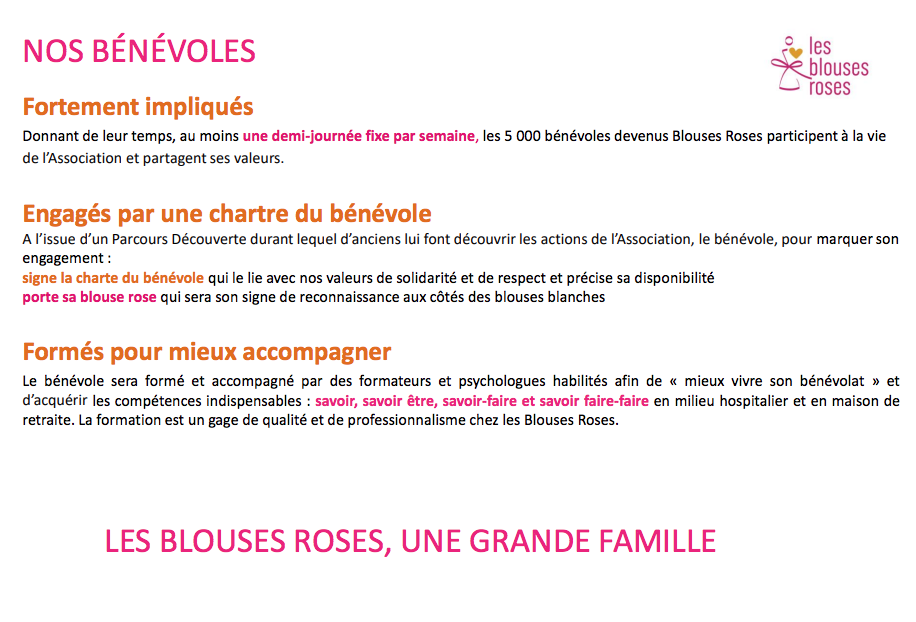 NOS BÉNÉVOLES
les
blouses
roses
Fortement impliqués
Donnant de leur temps, au moins une demi-journée fixe par semaine, les 5 000 bénévoles devenus Blouses Roses participent à la vie
de l’Association et partagent ses valeurs.
Engagés par une chartre du bénévole
A l’issue d’un Parcours Découverte durant lequel d’anciens lui font découvrir les actions de l’Association, le bénévole, pour marquer son
engagement :
signe la charte du bénévole qui le lie avec nos valeurs de solidarité et de respect et précise sa disponibilité
porte sa blouse rose qui sera son signe de reconnaissance aux côtés des blouses blanches
Formés pour mieux accompagner
Le bénévole sera formé et accompagné par des formateurs et psychologues habilités afin de « mieux vivre son bénévolat » et
d’acquérir les compétences indispensables : savoir, savoir être, savoir-faire et savoir faire-faire en milieu hospitalier et en maison de
retraite. La formation est un gage de qualité et de professionnalisme chez les Blouses Roses.
LES BLOUSES ROSES, UNE GRANDE FAMILLE